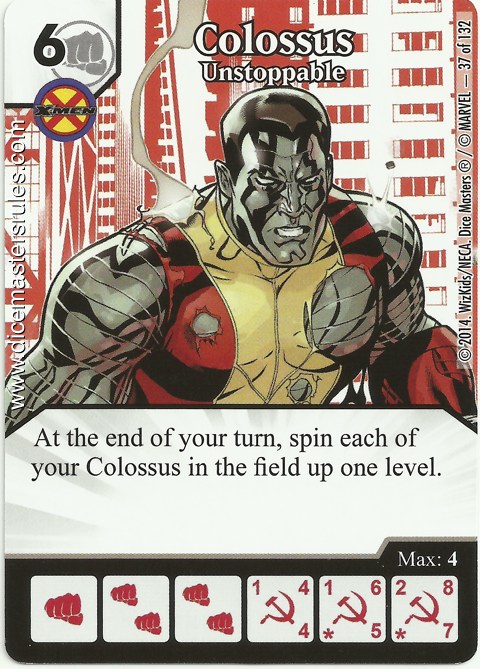 6
Colossus
Unstoppable
X-MEN
www.dicemastersrules.com
© 2014. WizKids/NECA. Dice Masters ® / © MARVEL — 37 of 132
At the end of your turn, spin each of
your Colossus in the field up one level.
Max: 4
1 4 4
1 6 * 5
2 8 * 7